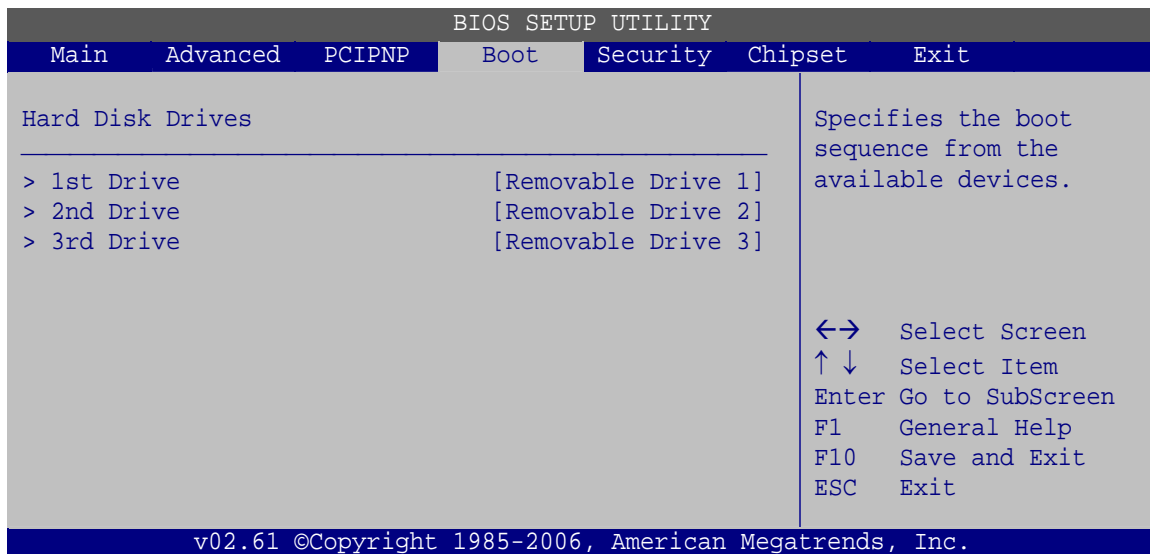 BIOS SETUP UTILITY
Main Advanced PCIPNP Boot Security Chipset Exit
Hard Disk Drives
> 1st Drive [Removable Drive 1]
> 2nd Drive [Removable Drive 2]
> 3rd Drive [Removable Drive 3]
Specifies the boot
sequence from the
available devices.
←→ Select Screen
↑ ↓ Select Item
Enter Go to SubScreen
F1 General Help
F10 Save and Exit
ESC Exit
v02.61 ©Copyright 1985-2006, American Megatrends, Inc.